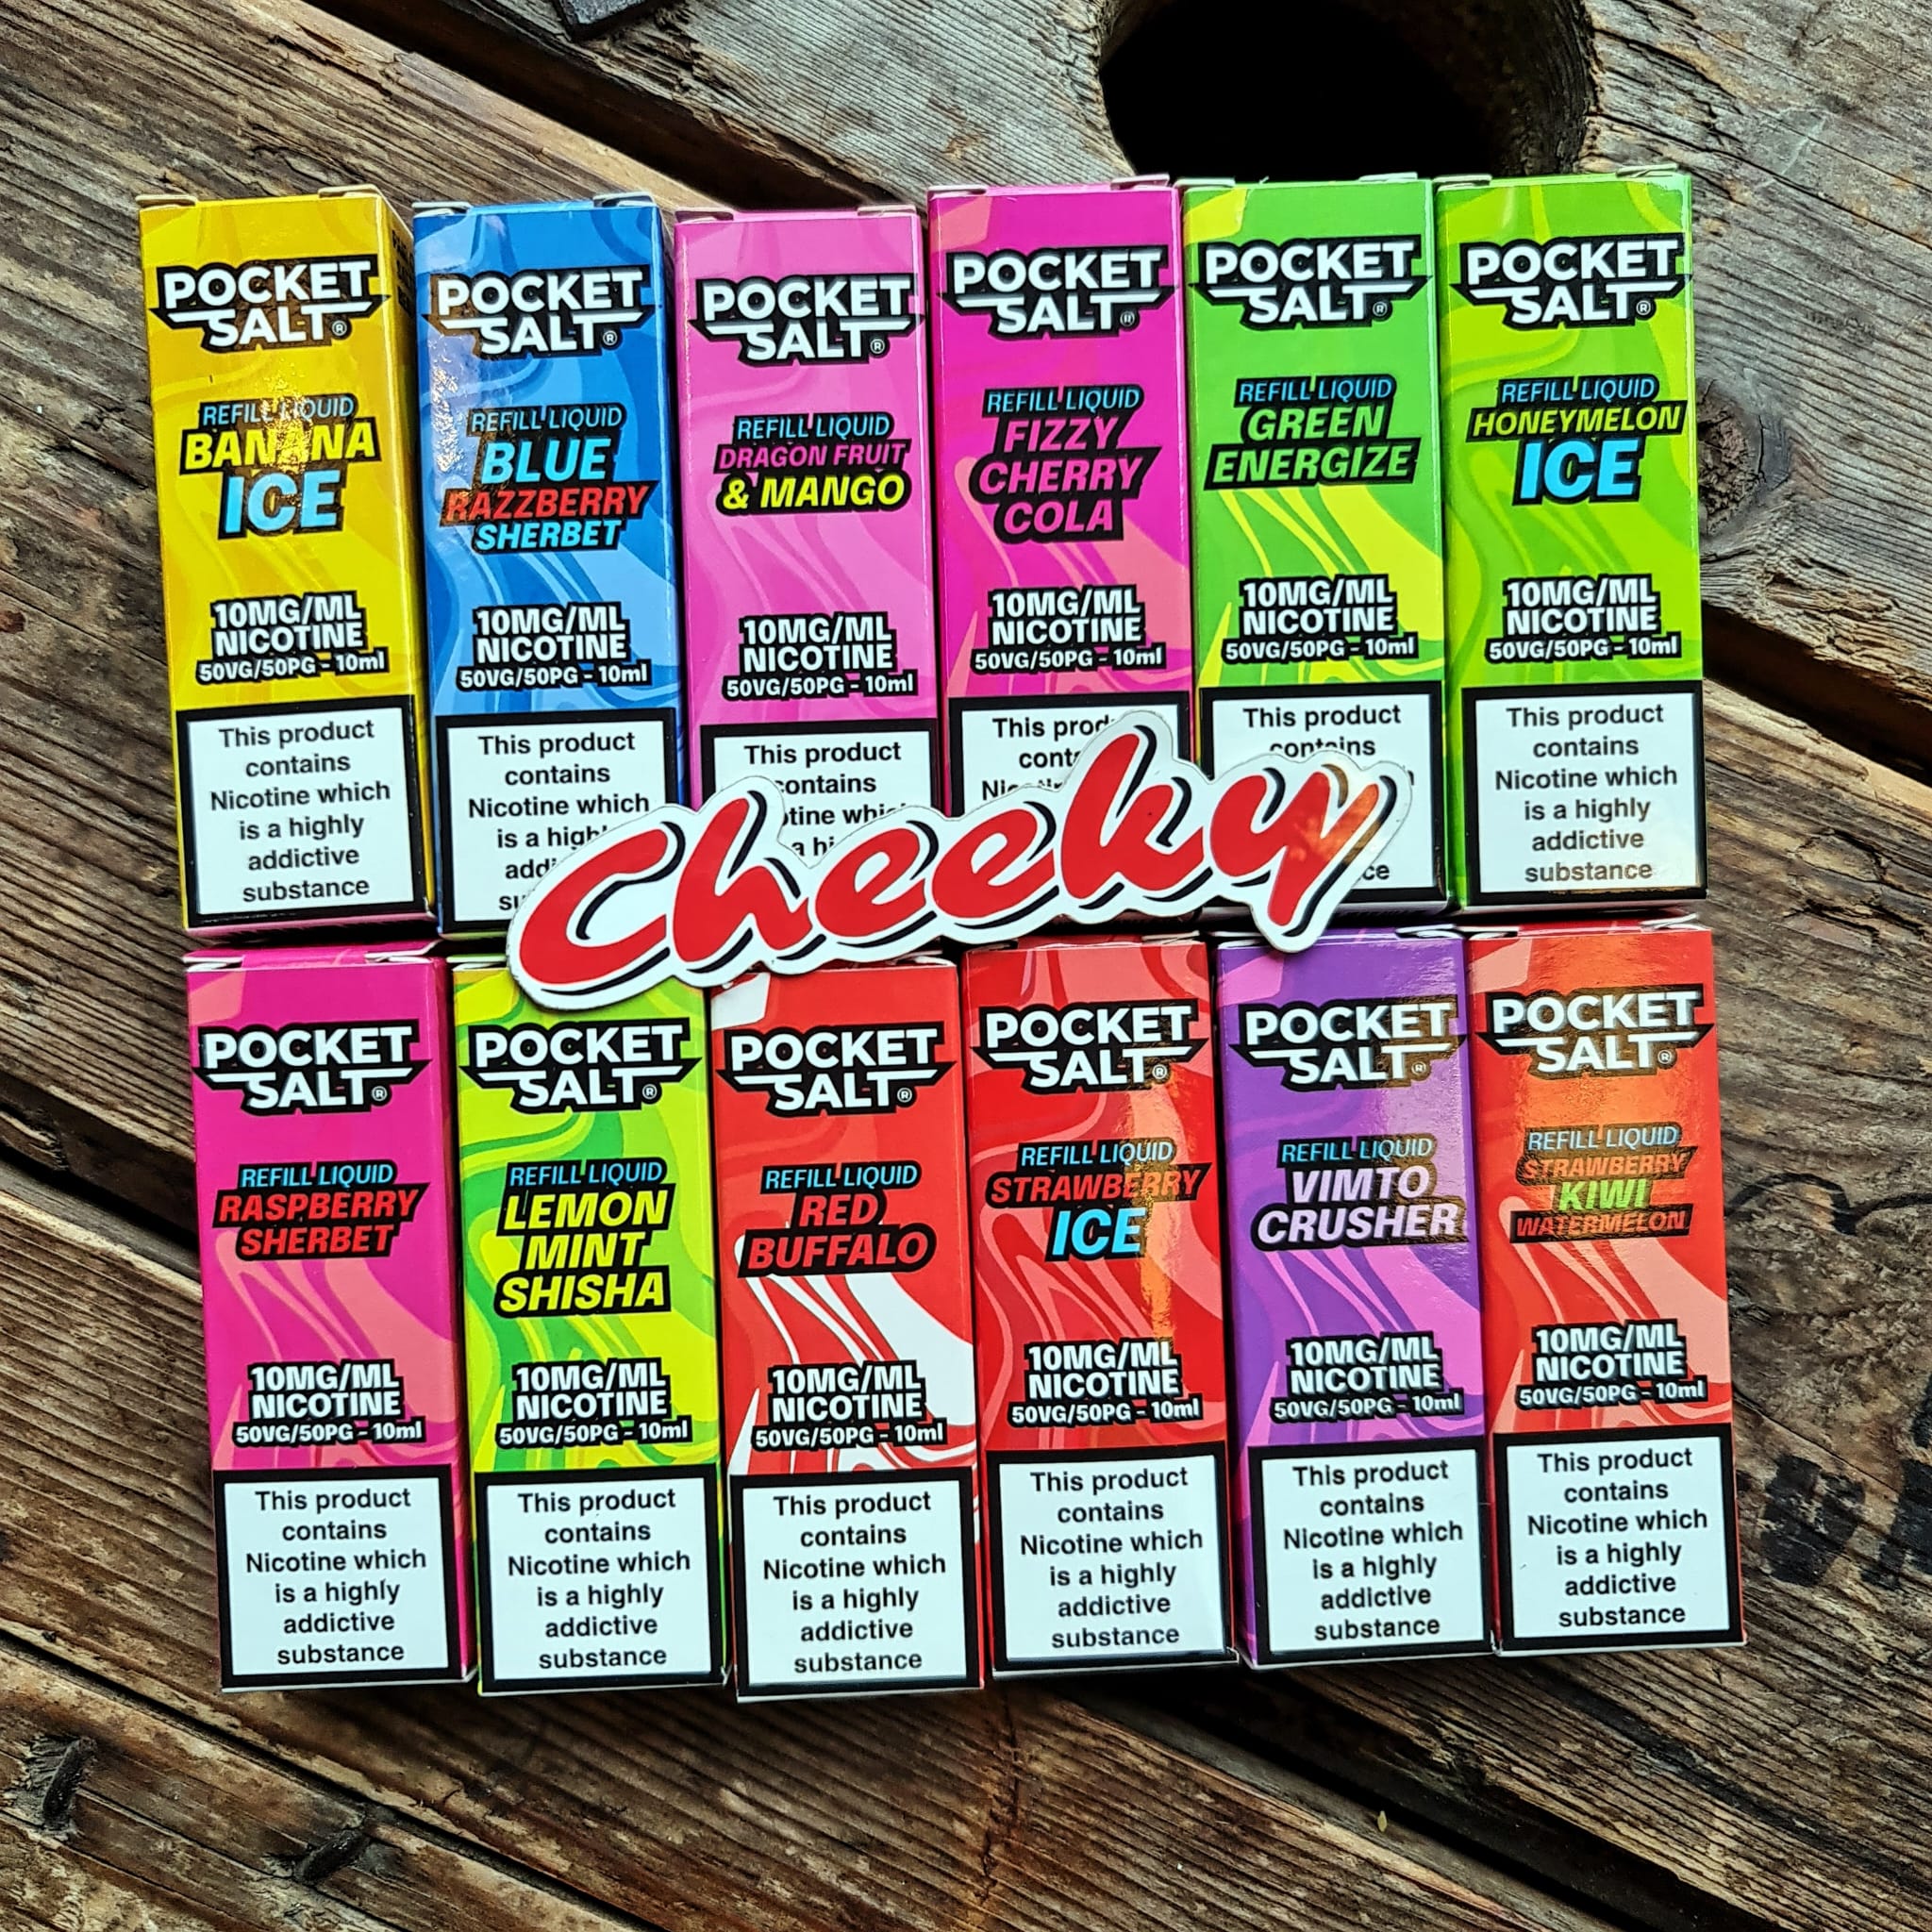 POCKET
SALT®
REFILL LIQUID
BANANA
ICE
10MG/ML
NICOTINE
50VG/50PG - 10ml
This product
contains
Nicotine which
is a highly
addictive
substance
POCKET
SALT®
REFILL LIQUID
BLUE
RAZZBERRY
SHERBET
10MG/ML
NICOTINE
50VG/50PG - 10ml
This product
contains
Nicotine which
is a
POCKET
SALT®
REFILL LIQUID
DRAGON FRUIT
& MANGO
10MG/ML
NICOTINE
50VG/50PG - 10ml
This product
contains
a
POCKET
SALT®
REFILL LIQUID
FIZZY
CHERRY
COLA
10MG/ML
NICOTINE
50VG/50PG - 10ml
This
POCKET
SALT®
REFILL LIQUID
GREEN
ENERGIZE
10MG/ML
NICOTINE
50VG/50PG - 10ml
This product
contains
POCKET
SALT®
REFILL LIQUID
HONEYMELON
ICE
10MG/ML
NICOTINE
50VG/50PG - 10ml
This product
contains
Nicotine which
is a highly
addictive
substance
Cheeky
POCKET
SALT®
REFILL LIQUID
RASPBERRY
SHERBET
10MG/ML
NICOTINE
50VG/50PG - 10ml
This product
contains
Nicotine which
is a highly
addictive
substance
POCKET
SALT®
REFILL LIQUID
LEMON
MINT
SHISHA
10MG/ML
NICOTINE
50VG/50PG - 10ml
This product
contains
Nicotine which
is a highly
addictive
substance
POCKET
SALT®
REFILL LIQUID
RED
BUFFALO
10MG/ML
NICOTINE
50VG/50PG - 10ml
This product
contains
Nicotine which
is a highly
addictive
substance
POCKET
SALT®
REFILL LIQUID
STRAWBERRY
ICE
10MG/ML
NICOTINE
50VG/50PG - 10ml
This product
contains
Nicotine which
is a highly
addictive
substance
POCKET
SALT®
REFILL LIQUID
VIMTO
CRUSHER
10MG/ML
NICOTINE
50VG/50PG - 10ml
This product
contains
Nicotine which
is a highly
addictive
substance
POCKET
SALT®
REFILL LIQUID
STRAWBERRY
KIWI
WATERMELON
10MG/ML
NICOTINE
50VG/50PG - 10ml
This product
contains
Nicotine which
is a highly
addictive
substance